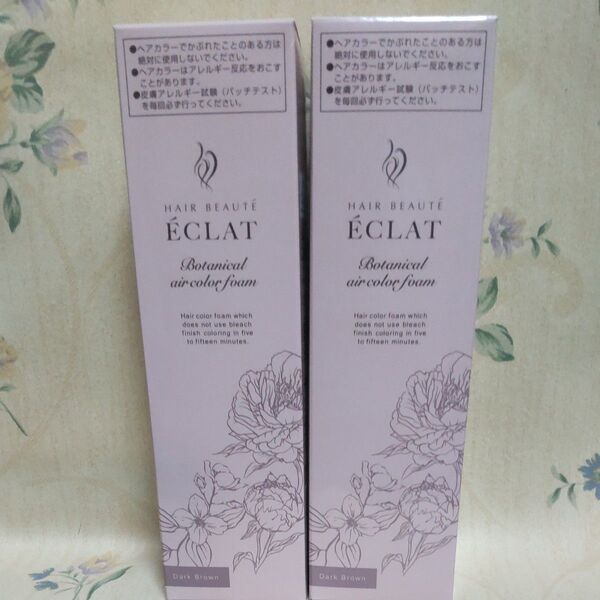 ●ヘアカラーでかぶれたことのある方は
絶対に使用しないでください。
●ヘアカラーはアレルギー反応をおこす
ことがあります。
●皮膚アレルギー試験（パッチテスト）
を毎回必ず行ってください。
HAIR BEAUTÉ
ÉCLAT
Botanical
air color foam
Hair color foam which
does not use bleach
finish coloring in five
to fifteen minutes.
Dark Brown
●ヘアカラーでかぶれたことのある方は
絶対に使用しないでください。
●ヘアカラーはアレルギー反応をおこす
ことがあります。
●皮膚アレルギー試験（パッチテスト）
を毎回必ず行ってください。
HAIR BEAUTÉ
ÉCLAT
Botanical
air color foam
Hair color foam which
does not use bleach
finish coloring in five
to fifteen minutes.
Dark Brown